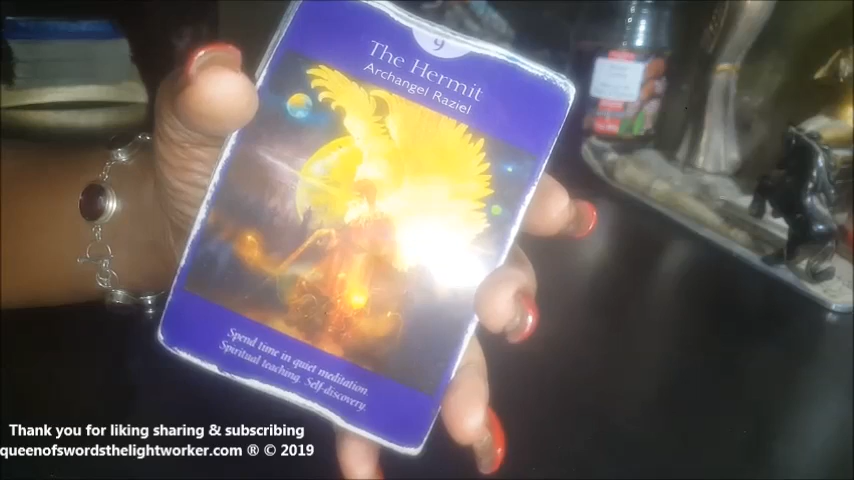 9
The Hermit
Archangel Raziel
Spend time in quiet meditation.
Spiritual teaching. Self-discovery.
Thank you for liking sharing & subscribing
queenofswordsthelightworker.com ® © 2019